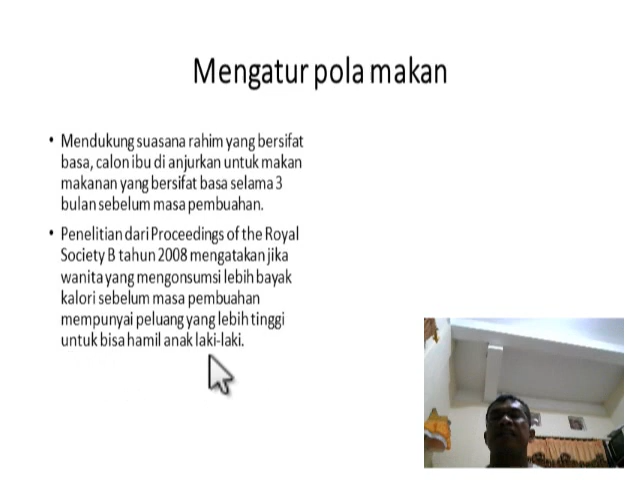 Mengatur pola makan
• Mendukung suasana rahim yang bersifat
basa, calon ibu di anjurkan untuk makan
makanan yang bersifat basa selama 3
bulan sebelum masa pembuahan.
• Penelitian dari Proceedings of the Royal
Society B tahun 2008 mengatakan jika
wanita yang mengonsumsi lebih bayak
kalori sebelum masa pembuahan
mempunyai peluang yang lebih tinggi
untuk bisa hamil anak laki-laki.